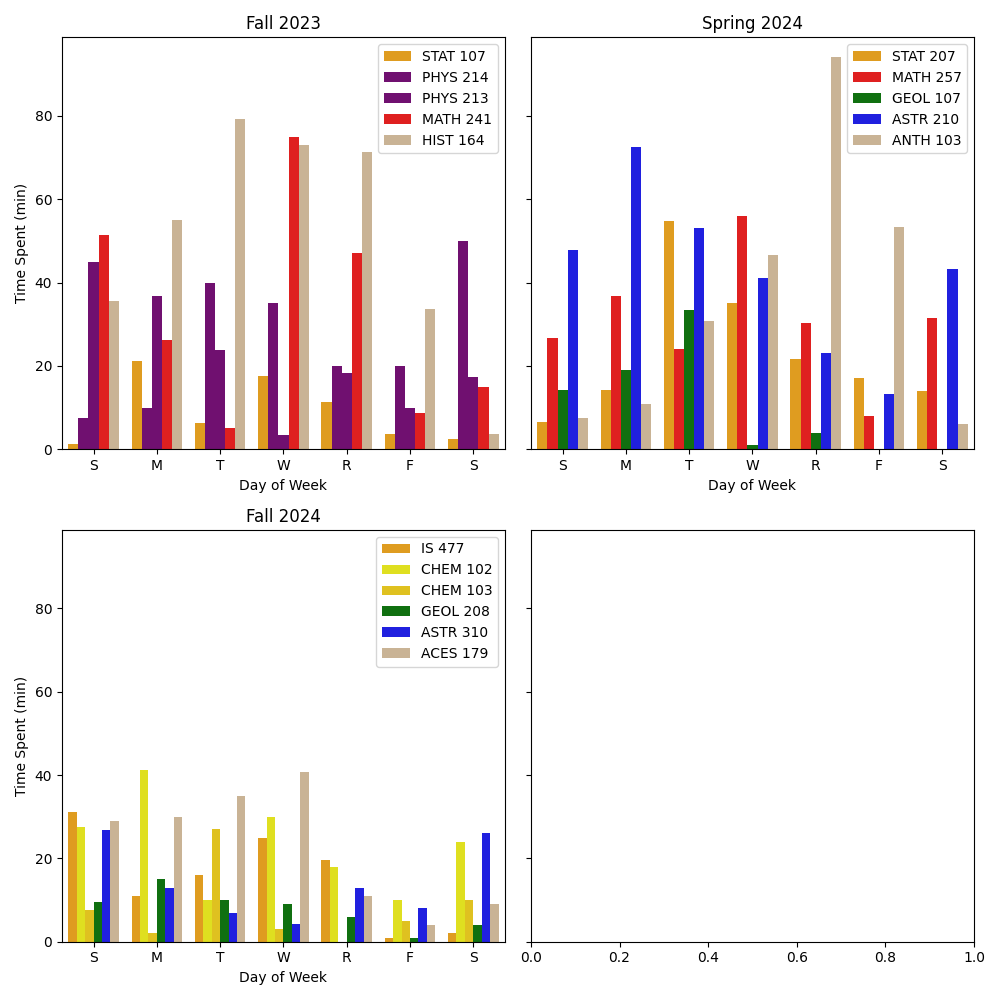 Fall 2023
Time Spent (min)
80
60
40
20
0
STAT 107
PHYS 214
PHYS 213
MATH 241
HIST 164
S M T W R F S
Day of Week
Spring 2024
STAT 207
MATH 257
GEOL 107
ASTR 210
ANTH 103
S M T W R F S
Day of Week
Fall 2024
Time Spent (min)
80
60
40
20
0
IS 477
CHEM 102
CHEM 103
GEOL 208
ASTR 310
ACES 179
S M T W R F S
Day of Week
0.0 0.2 0.4 0.6 0.8 1.0